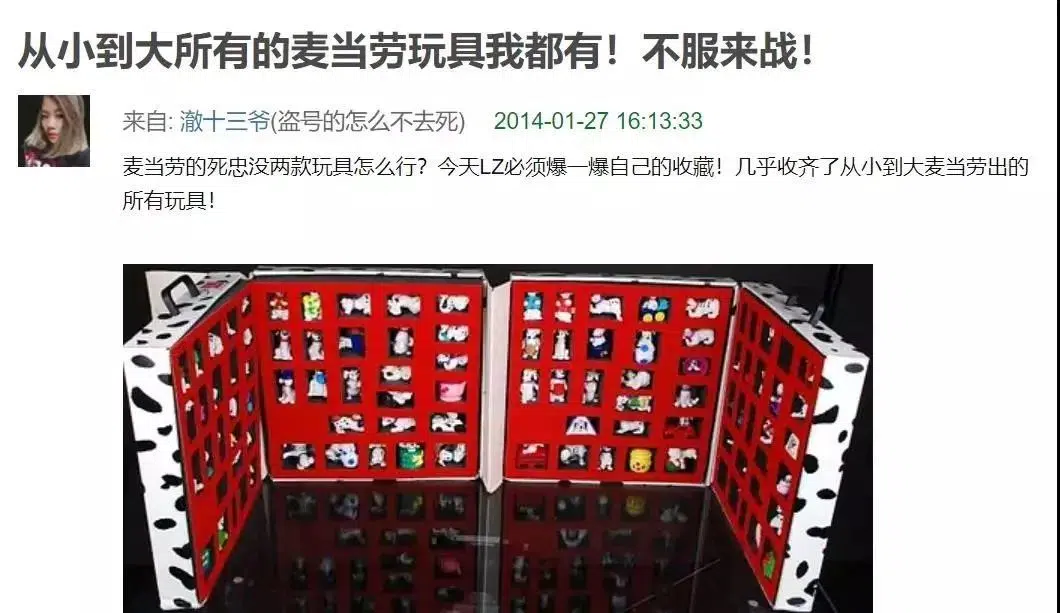 从小到大所有的麦当劳玩具我都有！不服来战！
来自: 澈十三爷(盗号的怎么不去死) 2014-01-27 16:13:33
麦当劳的死忠没两款玩具怎么行？今天LZ必须爆一爆自己的收藏！几乎收齐了从小到大麦当劳出的
所有玩具！